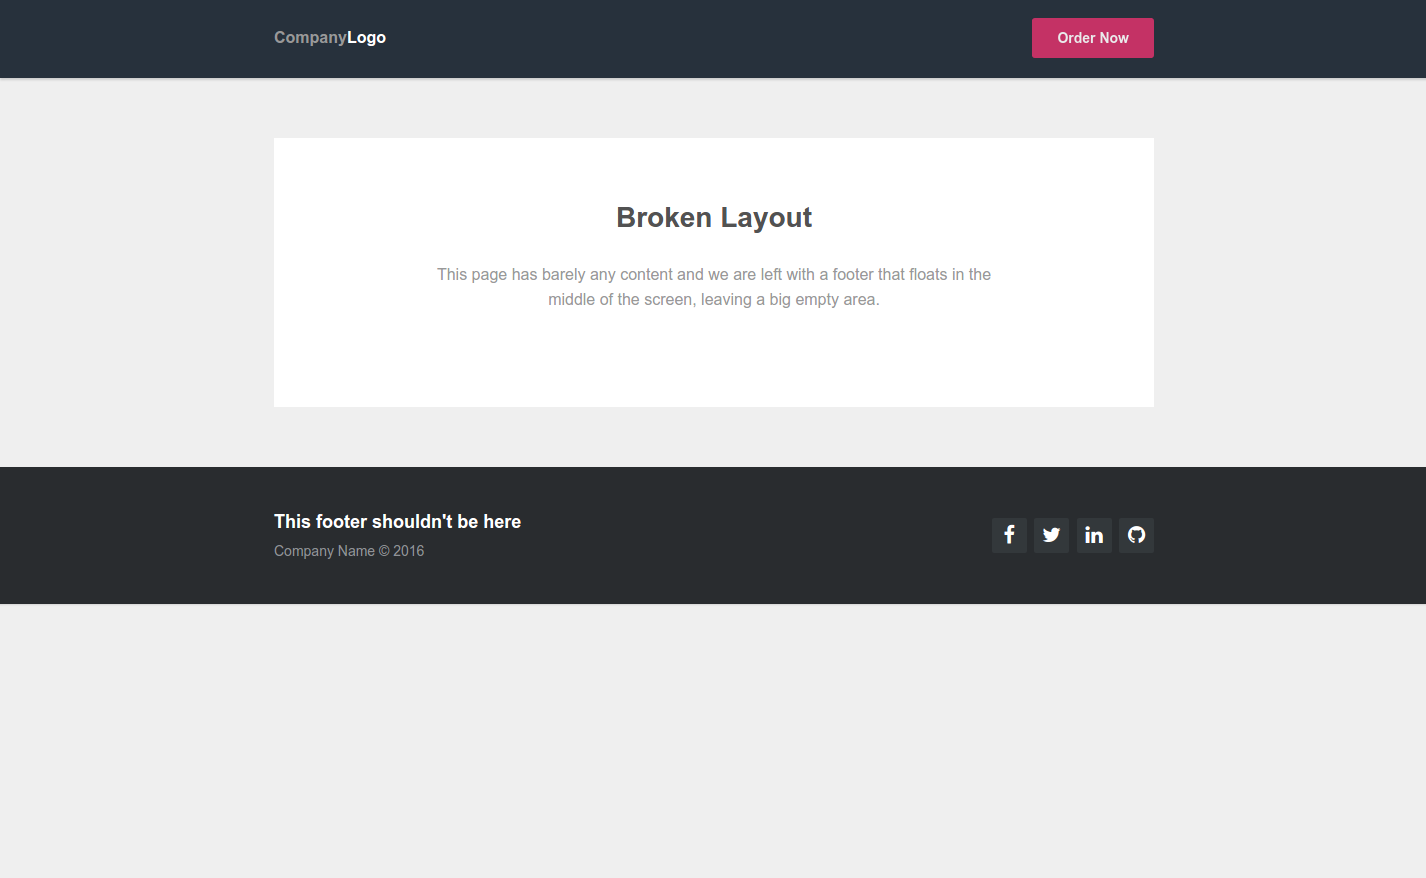 CompanyLogo
Order Now
Broken Layout
This page has barely any content and we are left with a footer that floats in the
middle of the screen, leaving a big empty area.
This footer shouldn't be here
Company Name © 2016